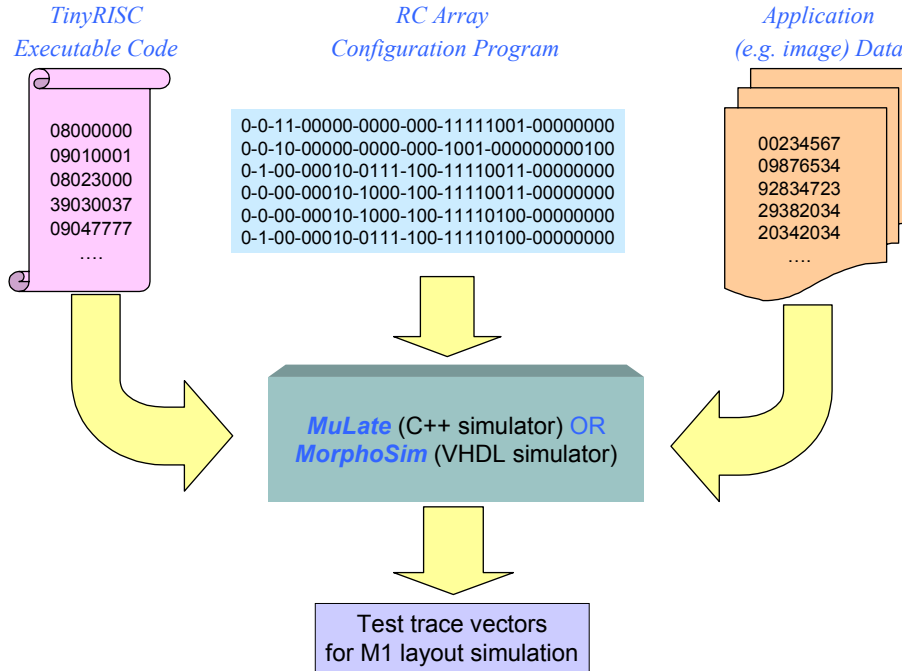 TinyRISC
Executable Code
RC Array
Configuration Program
Application
(e.g. image) Data
08000000
09010001
08023000
39030037
09047777
....
0-0-11-00000-0000-000-11111001-00000000
0-0-10-00000-0000-000-1001-000000000100
0-1-00-00010-0111-100-11110011-00000000
0-0-00-00010-1000-100-11110011-00000000
0-0-00-00010-1000-100-11110100-00000000
0-1-00-00010-0111-100-11110100-00000000
00234567
09876534
92834723
29382034
20342034
....
MuLate (C++ simulator) OR
MorphoSim (VHDL simulator)
Test trace vectors
for M1 layout simulation